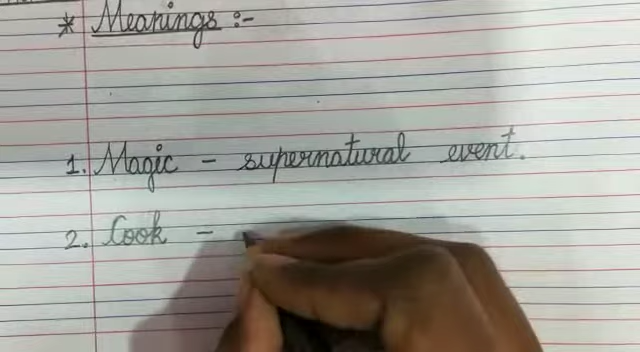 * Meanings :-
1. Magic - supernatural event.
2. Cook -